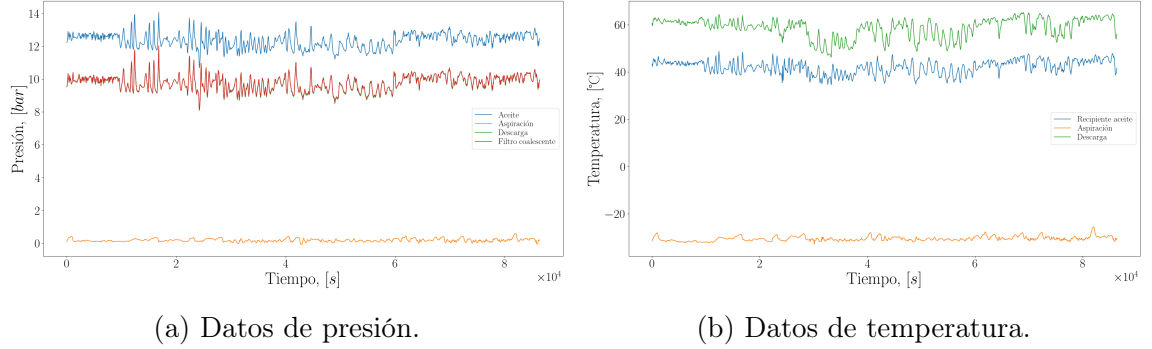 14
12
10
8
6
4
2
0
Presión, [bar]
Aceite
Aspiración
Descarga
Filtro coalescente
0
2
4
6
8
×10⁴
Tiempo, [s]
(a) Datos de presión.
60
40
20
0
−20
Temperatura, [°C]
Recipiente aceite
Aspiración
Descarga
0
2
4
6
8
×10⁴
Tiempo, [s]
(b) Datos de temperatura.